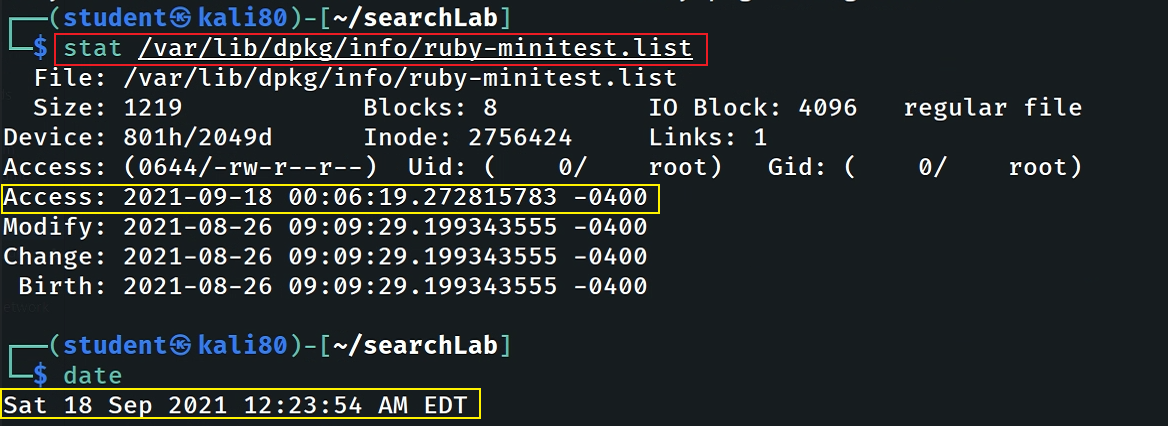 ┌──(student㉿kali80)-[~/searchLab]
└─$ stat /var/lib/dpkg/info/ruby-minitest.list
  File: /var/lib/dpkg/info/ruby-minitest.list
  Size: 1219            Blocks: 8          IO Block: 4096   regular file
Device: 801h/2049d      Inode: 2756424     Links: 1
Access: (0644/-rw-r--r--)  Uid: (    0/    root)   Gid: (    0/    root)
Access: 2021-09-18 00:06:19.272815783 -0400
Modify: 2021-08-26 09:09:29.199343555 -0400
Change: 2021-08-26 09:09:29.199343555 -0400
 Birth: 2021-08-26 09:09:29.199343555 -0400
┌──(student㉿kali80)-[~/searchLab]
└─$ date
Sat 18 Sep 2021 12:23:54 AM EDT